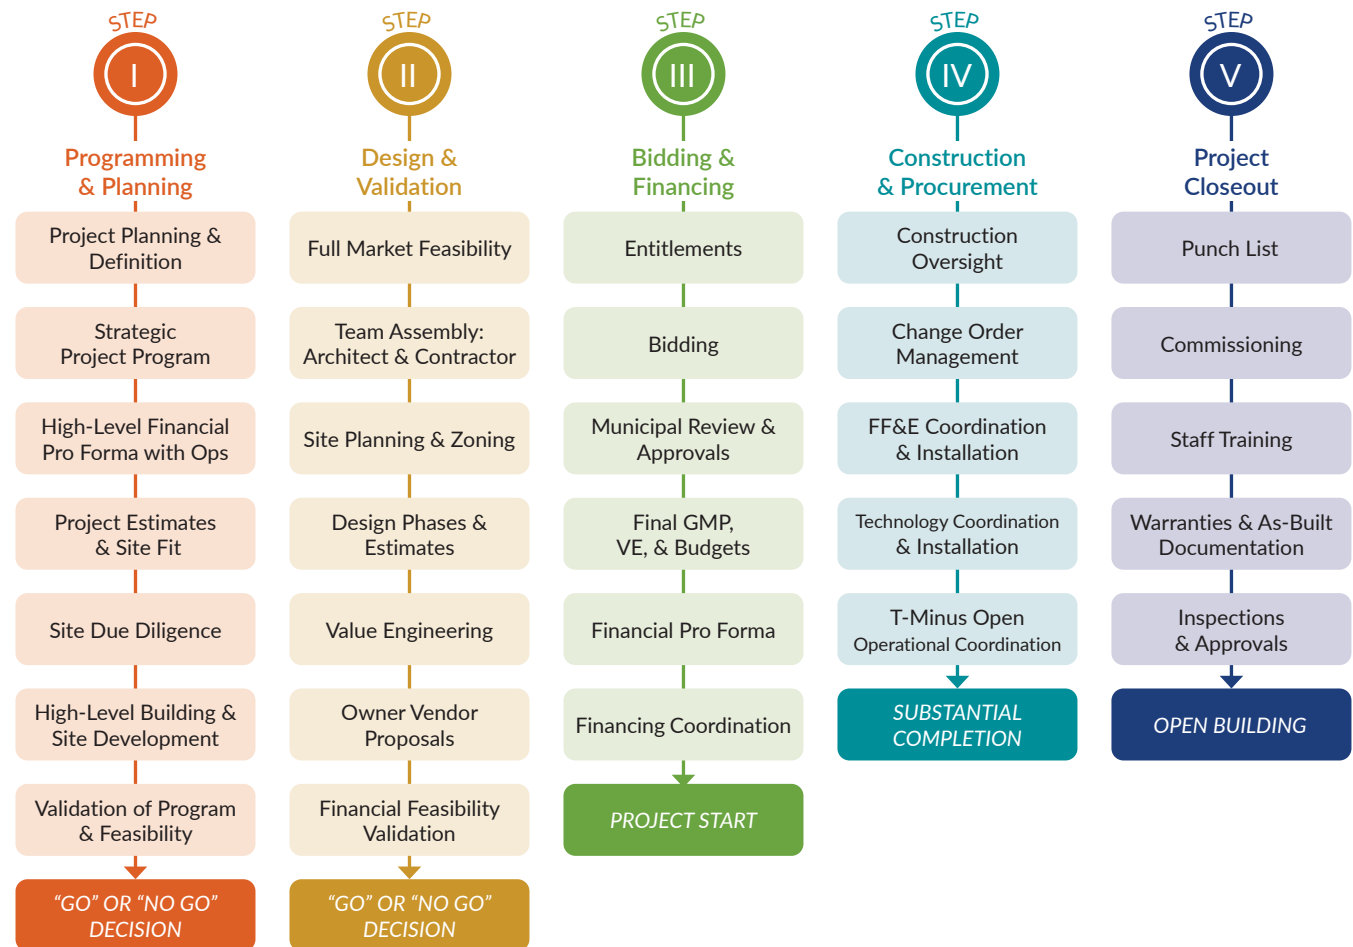 STEP
I
Programming
& Planning
Project Planning &
Definition
Strategic
Project Program
High-Level Financial
Pro Forma with Ops
Project Estimates
& Site Fit
Site Due Diligence
High-Level Building &
Site Development
Validation of Program
& Feasibility
“GO” OR “NO GO”
DECISION
STEP
II
Design &
Validation
Full Market Feasibility
Team Assembly:
Architect & Contractor
Site Planning & Zoning
Design Phases &
Estimates
Value Engineering
Owner Vendor
Proposals
Financial Feasibility
Validation
“GO” OR “NO GO”
DECISION
STEP
III
Bidding &
Financing
Entitlements
Bidding
Municipal Review &
Approvals
Final GMP,
VE, & Budgets
Financial Pro Forma
Financing Coordination
PROJECT START
STEP
IV
Construction
& Procurement
Construction
Oversight
Change Order
Management
FF&E Coordination
& Installation
Technology Coordination
& Installation
T-Minus Open
Operational Coordination
SUBSTANTIAL
COMPLETION
STEP
V
Project
Closeout
Punch List
Commissioning
Staff Training
Warranties & As-Built
Documentation
Inspections
& Approvals
OPEN BUILDING